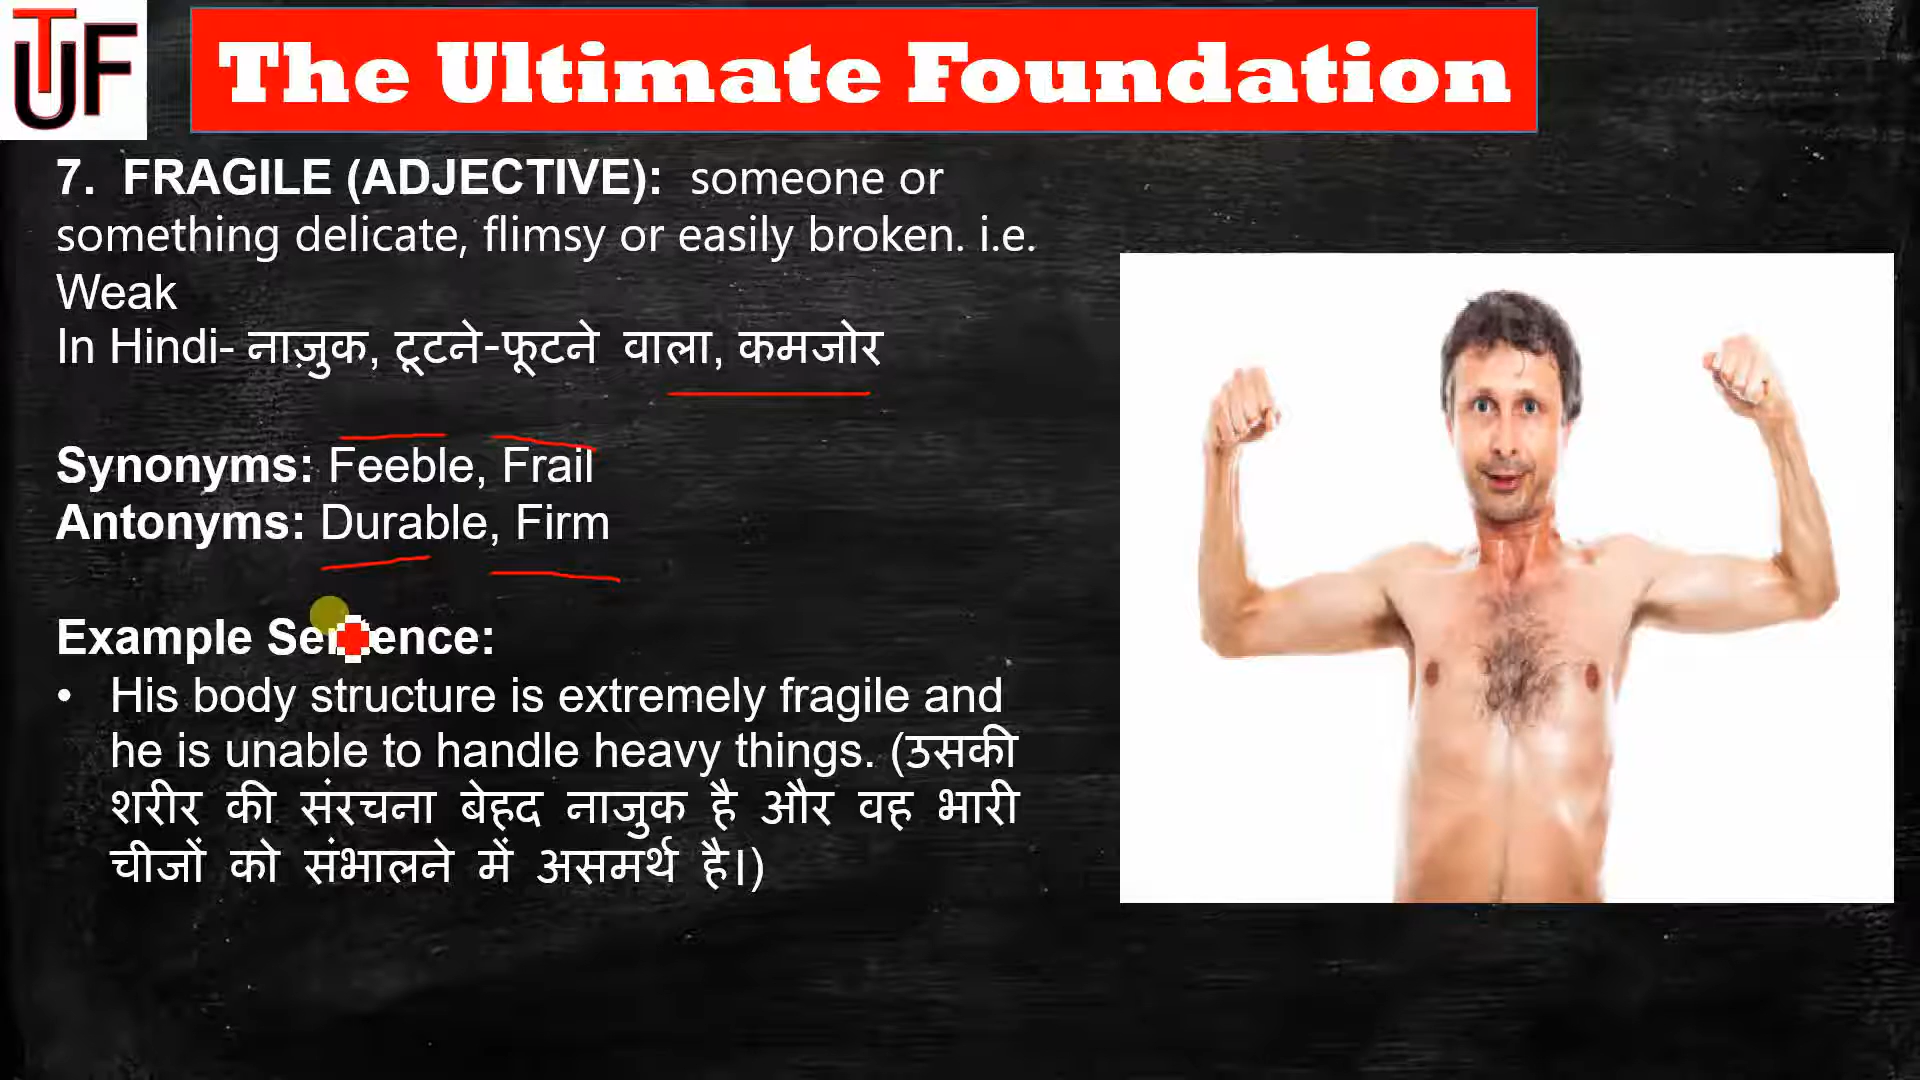 TUF
The Ultimate Foundation
7. FRAGILE (ADJECTIVE): someone or
something delicate, flimsy or easily broken. i.e.
Weak
In Hindi- नाज़ुक, टूटने-फूटने वाला, कमजोर
Synonyms: Feeble, Frail
Antonyms: Durable, Firm
Example Sentence:
• His body structure is extremely fragile and
he is unable to handle heavy things. (उसकी
शरीर की संरचना बेहद नाजुक है और वह भारी
चीजों को संभालने में असमर्थ है।)